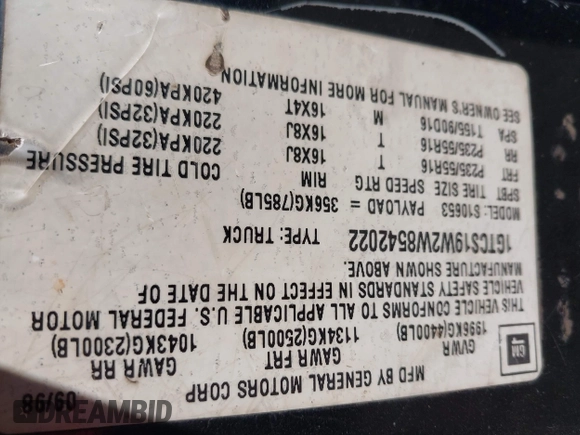 09/98
MFD BY GENERAL MOTORS CORP
GVWR GAWR FRT GAWR RR
GM 1996KG(4400LB) 1134KG(2500LB) 1043KG(2300LB)
THIS VEHICLE CONFORMS TO ALL APPLICABLE U.S. FEDERAL MOTOR
VEHICLE SAFETY STANDARDS IN EFFECT ON THE DATE OF
MANUFACTURE SHOWN ABOVE.
1GTCS19W2W8542022 TYPE: TRUCK
MODEL: S10653 PAYLOAD = 356KG(785LB)
SPBT TIRE SIZE SPEED RTG RIM COLD TIRE PRESSURE
FRT P235/55R16 T 16X8J 220KPA(32PSI)
RR P235/55R16 T 16X8J 220KPA(32PSI)
SPA T155/90D16 M 16X4T 420KPA(60PSI)
SEE OWNER'S MANUAL FOR MORE INFORMATION
DREAMBID